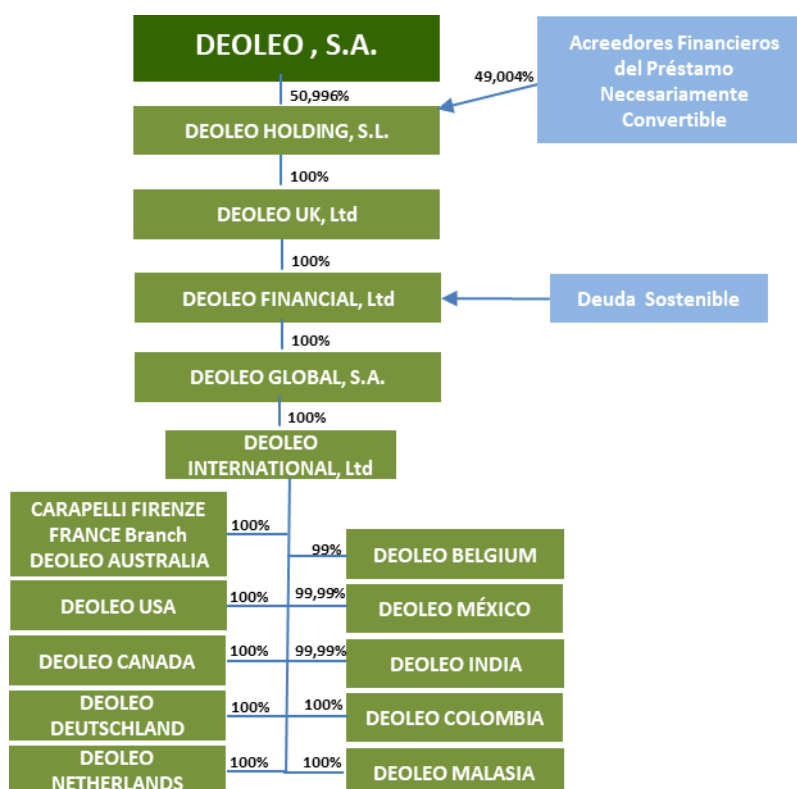 DEOLEO , S.A.
Acreedores Financieros
del Préstamo
Necesariamente
Convertible
49,004%
50,996%
DEOLEO HOLDING, S.L.
100%
DEOLEO UK, Ltd
100%
DEOLEO FINANCIAL, Ltd
Deuda Sostenible
100%
DEOLEO GLOBAL, S.A.
100%
DEOLEO
INTERNATIONAL, Ltd
CARAPELLI FIRENZE
FRANCE Branch
DEOLEO AUSTRALIA
100%
99%
DEOLEO BELGIUM
DEOLEO USA
100%
99,99%
DEOLEO MÉXICO
DEOLEO CANADA
100%
99,99%
DEOLEO INDIA
DEOLEO
DEUTSCHLAND
100%
100%
DEOLEO COLOMBIA
DEOLEO
NETHERLANDS
100%
100%
DEOLEO MALASIA